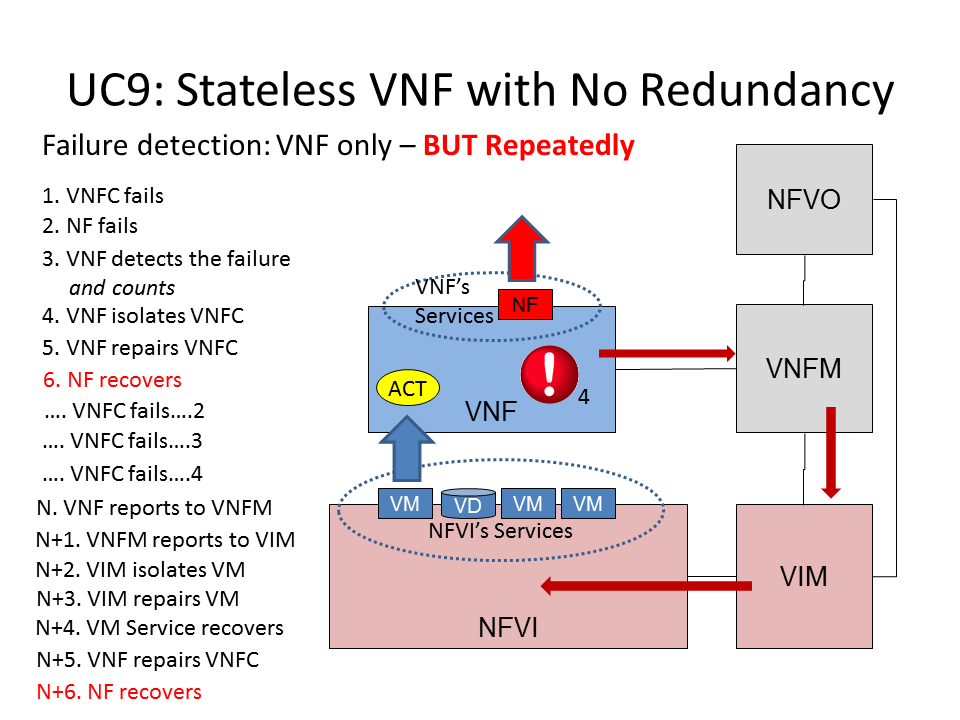 UC9: Stateless VNF with No Redundancy
Failure detection: VNF only – BUT Repeatedly
1. VNFC fails
2. NF fails
3. VNF detects the failure
and counts
4. VNF isolates VNFC
5. VNF repairs VNFC
6. NF recovers
…. VNFC fails….2
…. VNFC fails….3
…. VNFC fails….4
N. VNF reports to VNFM
N+1. VNFM reports to VIM
N+2. VIM isolates VM
N+3. VIM repairs VM
N+4. VM Service recovers
N+5. VNF repairs VNFC
N+6. NF recovers
VNF’s
Services
NF
ACT
!
4
VNF
VM
VD
VM
VM
NFVI’s Services
NFVI
NFVO
VNFM
VIM